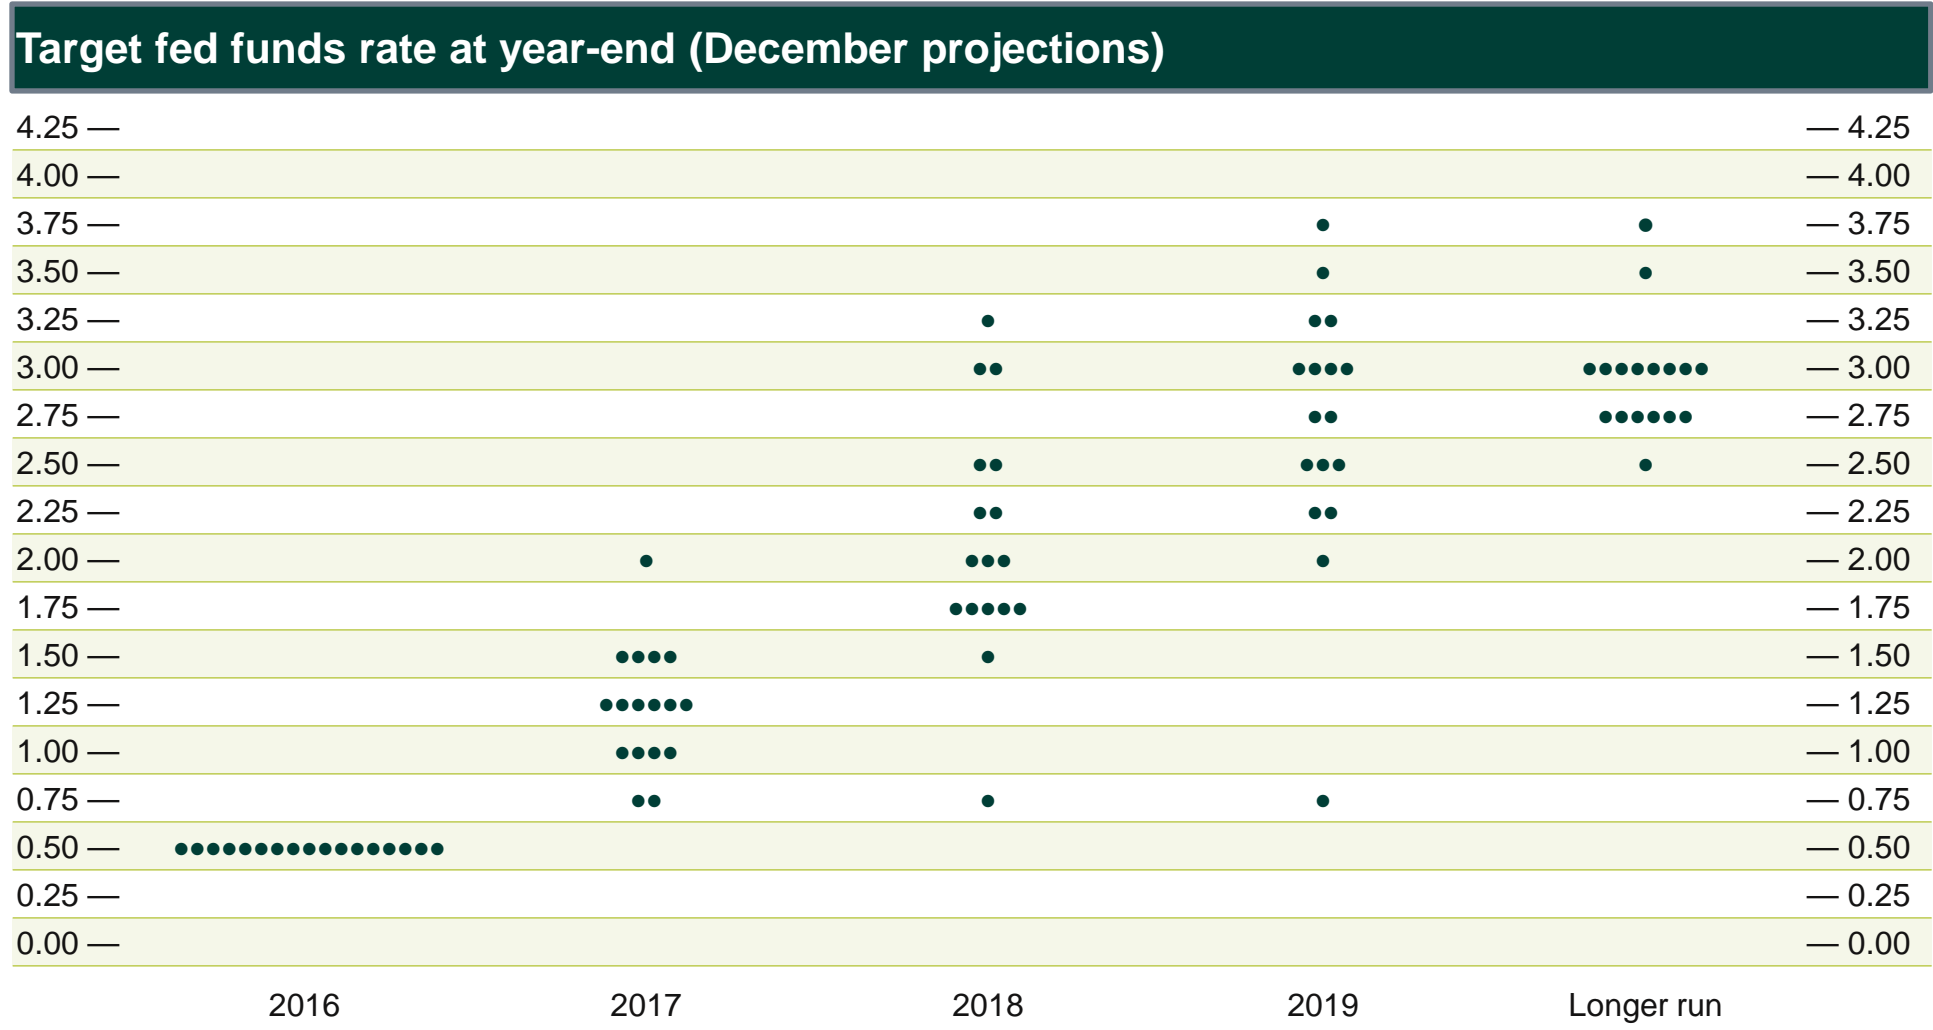 Target fed funds rate at year-end (December projections)
4.25 — — 4.25
4.00 — — 4.00
3.75 — — 3.75
3.50 — — 3.50
3.25 — — 3.25
3.00 — — 3.00
2.75 — — 2.75
2.50 — — 2.50
2.25 — — 2.25
2.00 — — 2.00
1.75 — — 1.75
1.50 — — 1.50
1.25 — — 1.25
1.00 — — 1.00
0.75 — — 0.75
0.50 — — 0.50
0.25 — — 0.25
0.00 — — 0.00
2016 2017 2018 2019 Longer run